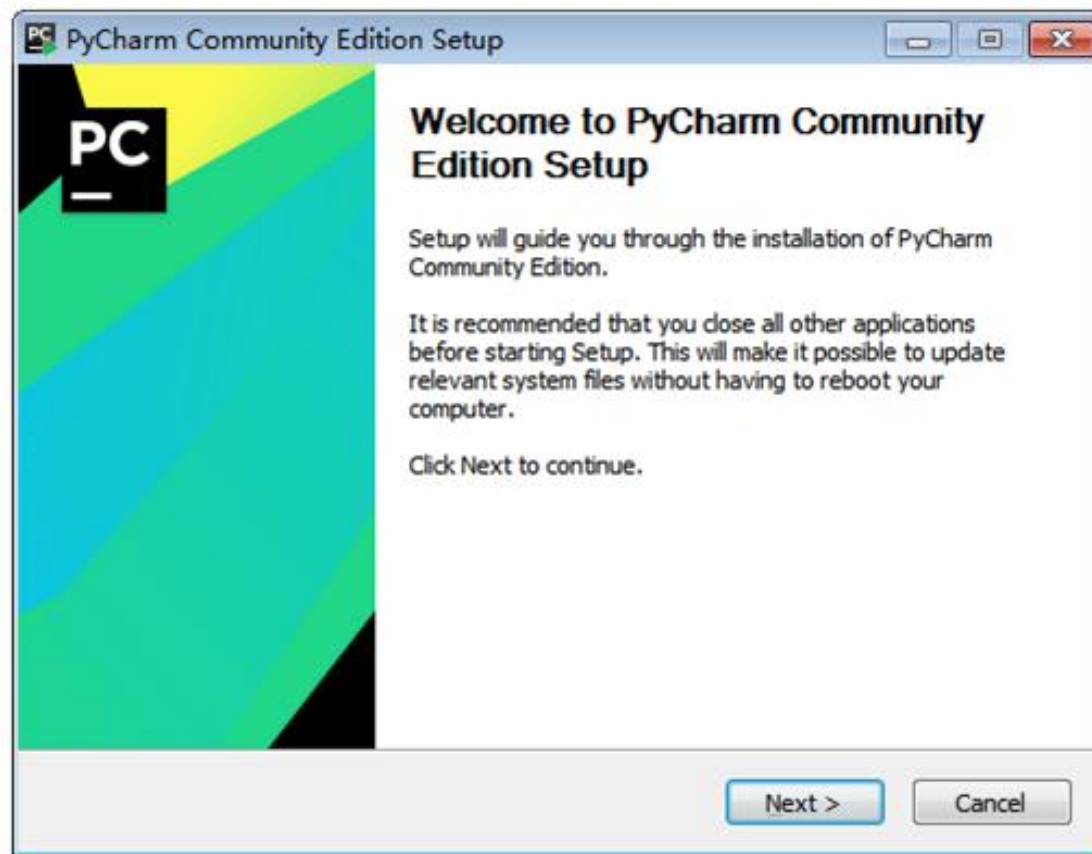 PyCharm Community Edition Setup
PC
Welcome to PyCharm Community
Edition Setup
Setup will guide you through the installation of PyCharm
Community Edition.
It is recommended that you close all other applications
before starting Setup. This will make it possible to update
relevant system files without having to reboot your
computer.
Click Next to continue.
Next >
Cancel